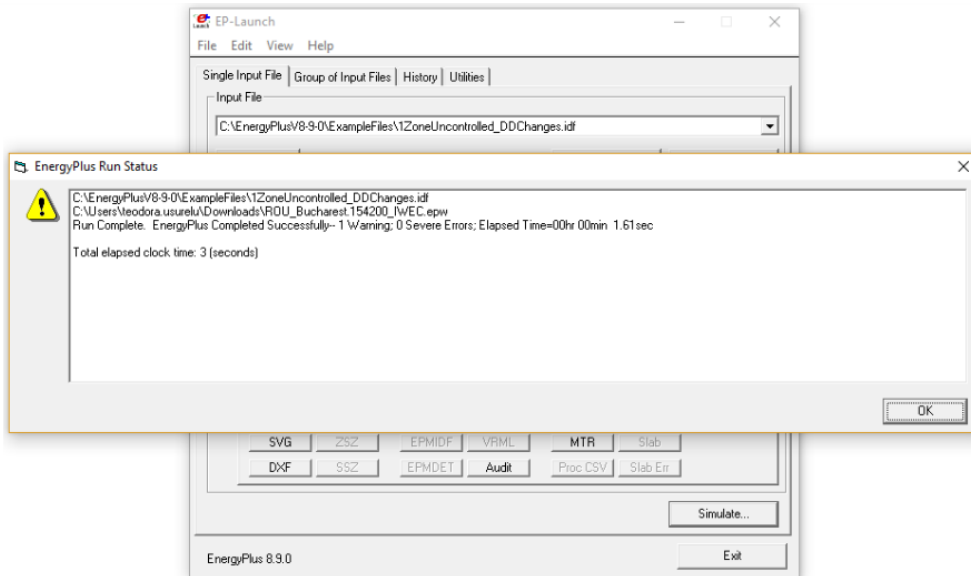 EP-Launch
File Edit View Help
Single Input File Group of Input Files History Utilities
Input File
C:\EnergyPlusV8-9-0\ExampleFiles\1ZoneUncontrolled_DDChanges.idf
EnergyPlus Run Status
C:\EnergyPlusV8-9-0\ExampleFiles\1ZoneUncontrolled_DDChanges.idf
C:\Users\teodora.usurelu\Downloads\ROU_Bucharest.154200_IWEC.epw
Run Complete. EnergyPlus Completed Successfully-- 1 Warning; 0 Severe Errors; Elapsed Time=00hr 00min 1.61sec
Total elapsed clock time: 3 (seconds)
OK
SVG ZSZ EPMIDF VRML MTR Slab
DXF SSZ EPMDET Audit Proc CSV Slab Err
Simulate...
EnergyPlus 8.9.0 Exit